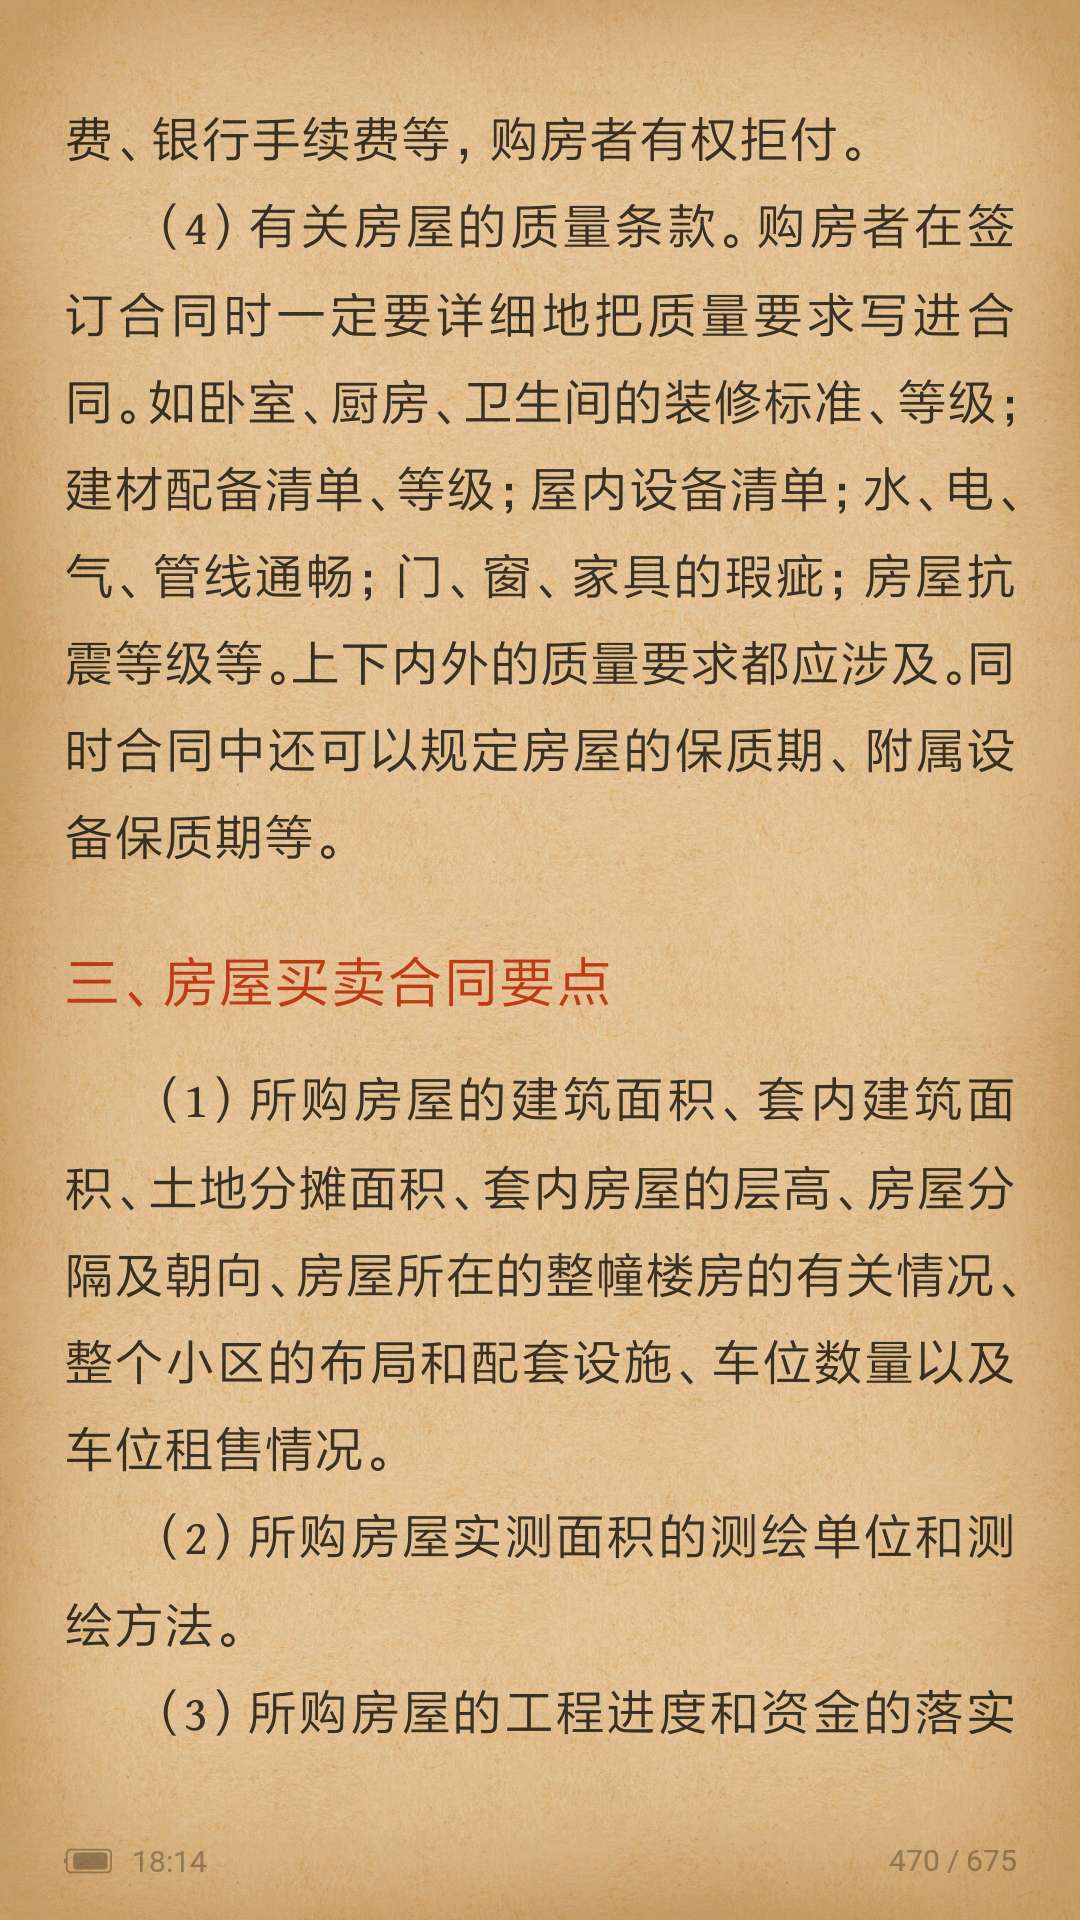 费、银行手续费等，购房者有权拒付。
（4）有关房屋的质量条款。购房者在签
订合同时一定要详细地把质量要求写进合
同。如卧室、厨房、卫生间的装修标准、等级；
建材配备清单、等级；屋内设备清单；水、电、
气、管线通畅；门、窗、家具的瑕疵；房屋抗
震等级等。上下内外的质量要求都应涉及。同
时合同中还可以规定房屋的保质期、附属设
备保质期等。
三、房屋买卖合同要点
（1）所购房屋的建筑面积、套内建筑面
积、土地分摊面积、套内房屋的层高、房屋分
隔及朝向、房屋所在的整幢楼房的有关情况、
整个小区的布局和配套设施、车位数量以及
车位租售情况。
（2）所购房屋实测面积的测绘单位和测
绘方法。
（3）所购房屋的工程进度和资金的落实
18:14
470 / 675